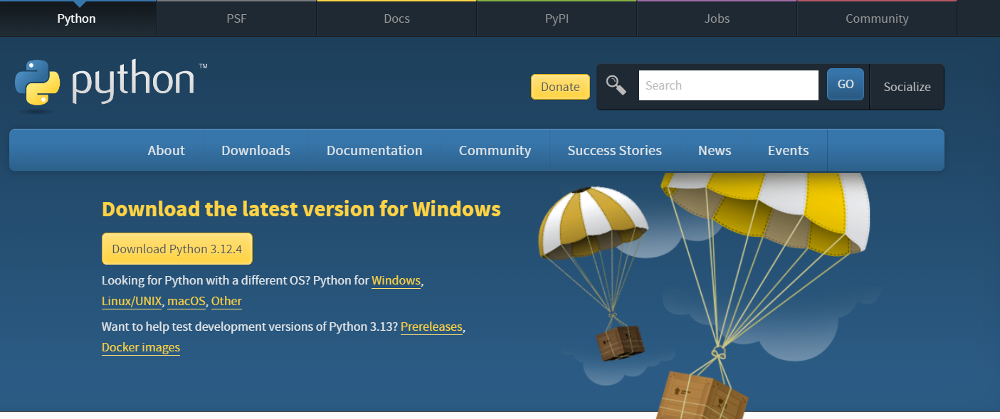 Python PSF Docs PyPI Jobs Community
python ™
Donate Search GO Socialize
About Downloads Documentation Community Success Stories News Events
Download the latest version for Windows
Download Python 3.12.4
Looking for Python with a different OS? Python for Windows,
Linux/UNIX, macOS, Other
Want to help test development versions of Python 3.13? Prereleases,
Docker images